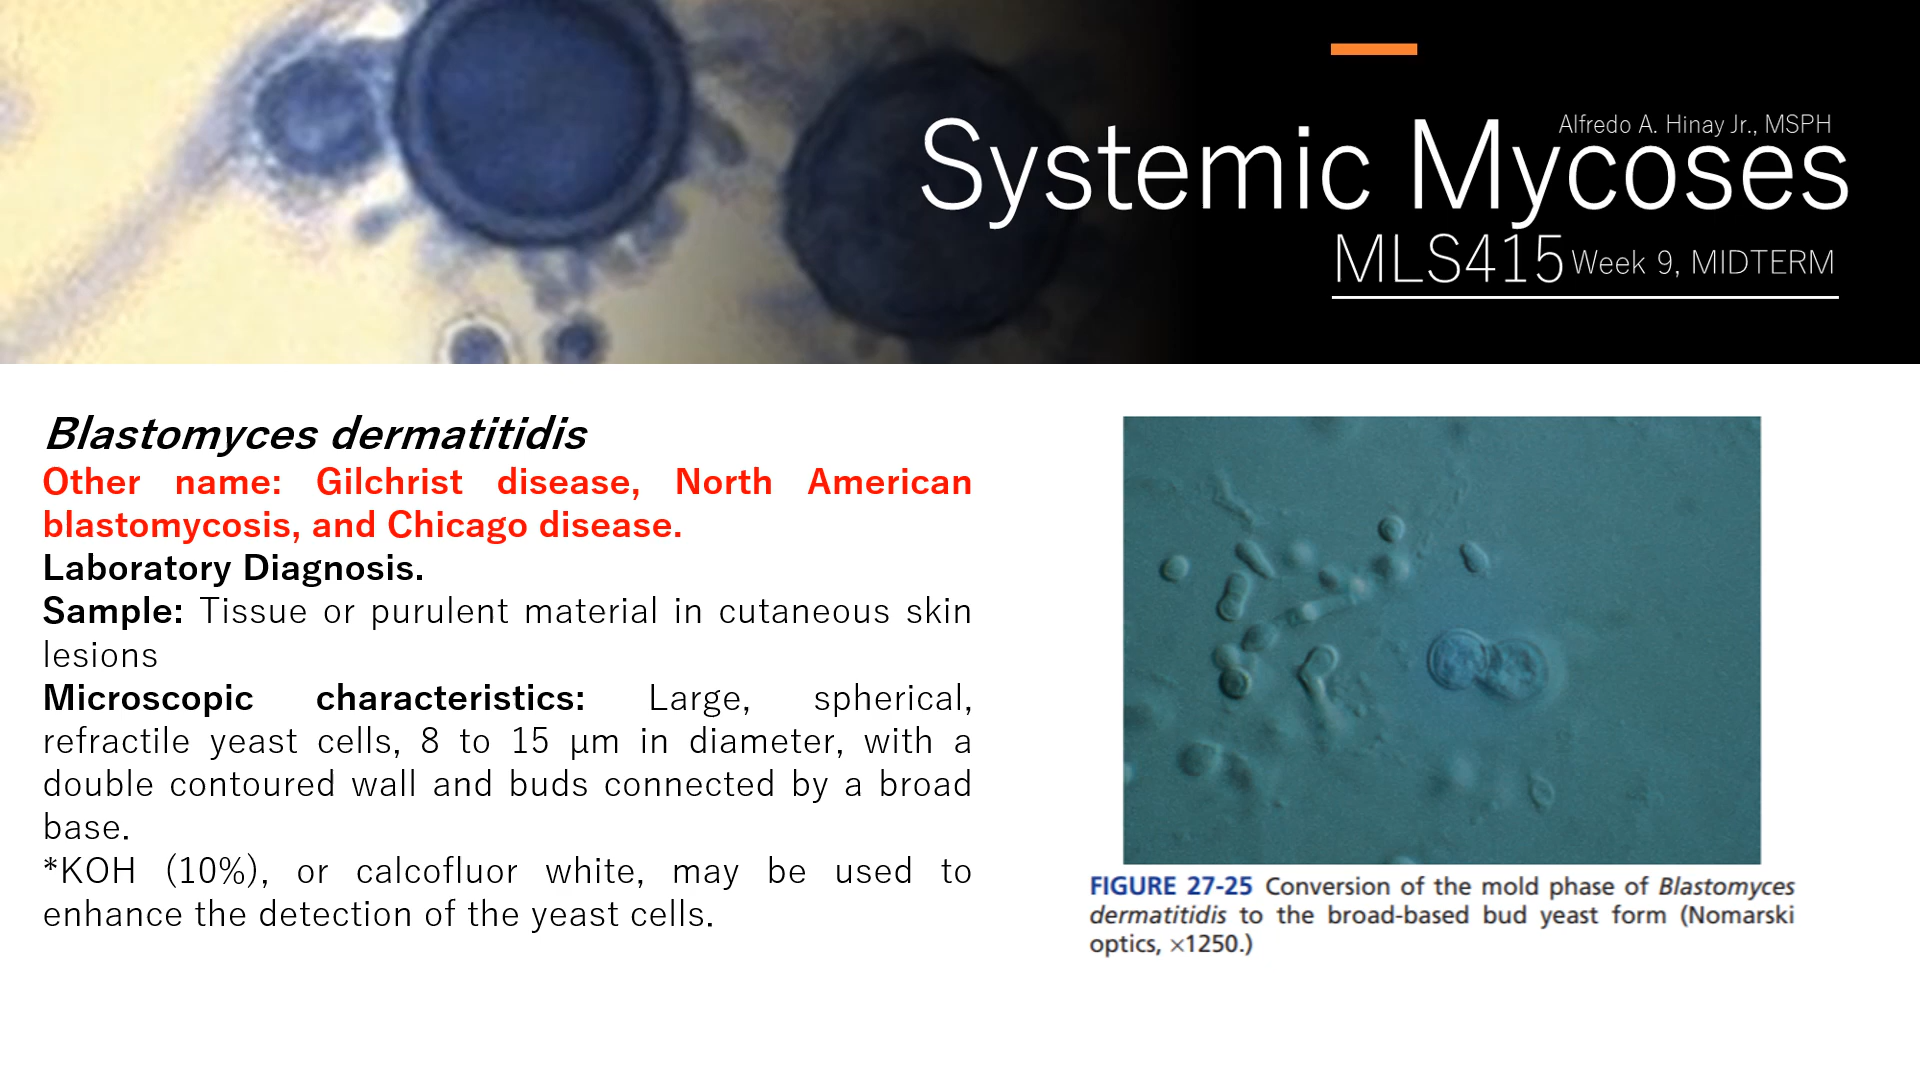 Alfredo A. Hinay Jr., MSPH
Systemic Mycoses
MLS415 Week 9, MIDTERM
Blastomyces dermatitidis
Other name: Gilchrist disease, North American
blastomycosis, and Chicago disease.
Laboratory Diagnosis.
Sample: Tissue or purulent material in cutaneous skin
lesions
Microscopic characteristics: Large, spherical,
refractile yeast cells, 8 to 15 μm in diameter, with a
double contoured wall and buds connected by a broad
base.
*KOH (10%), or calcofluor white, may be used to
enhance the detection of the yeast cells.
FIGURE 27-25 Conversion of the mold phase of Blastomyces
dermatitidis to the broad-based bud yeast form (Nomarski
optics, ×1250.)